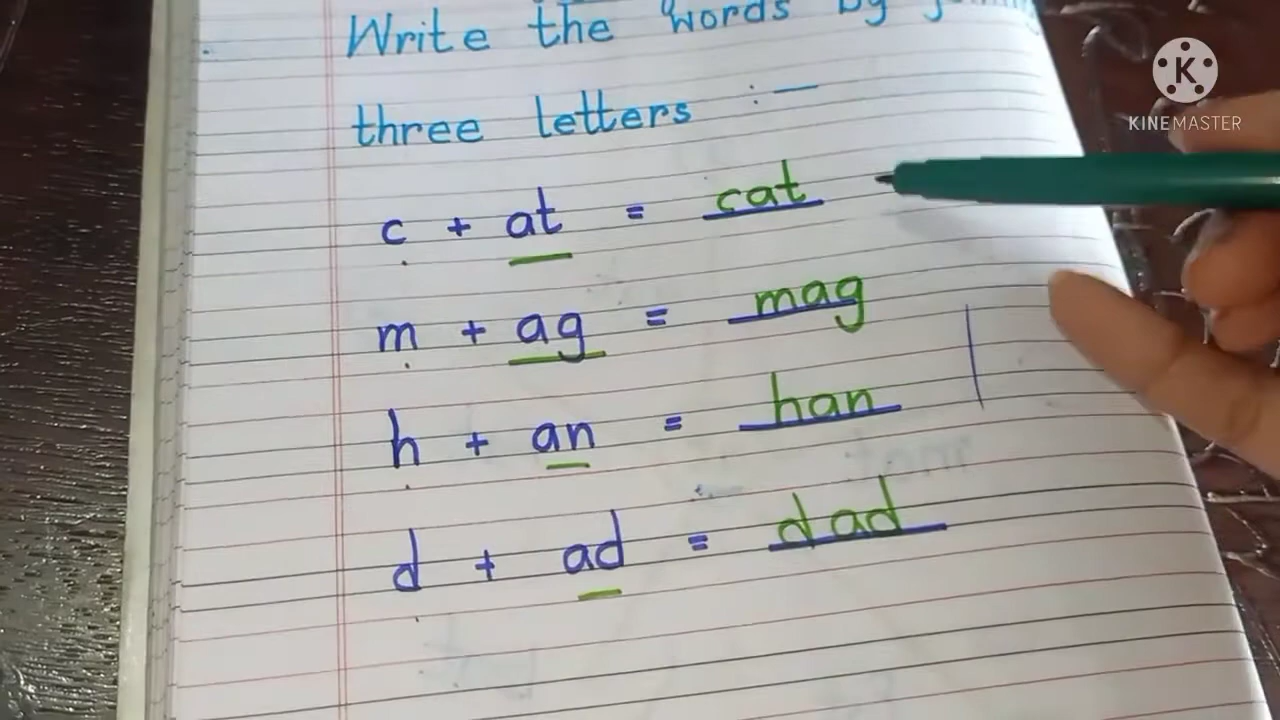 Write the words by
three letters :-
c + at = cat
m + ag = mag
h + an = han
d + ad = dad
KINEMASTER